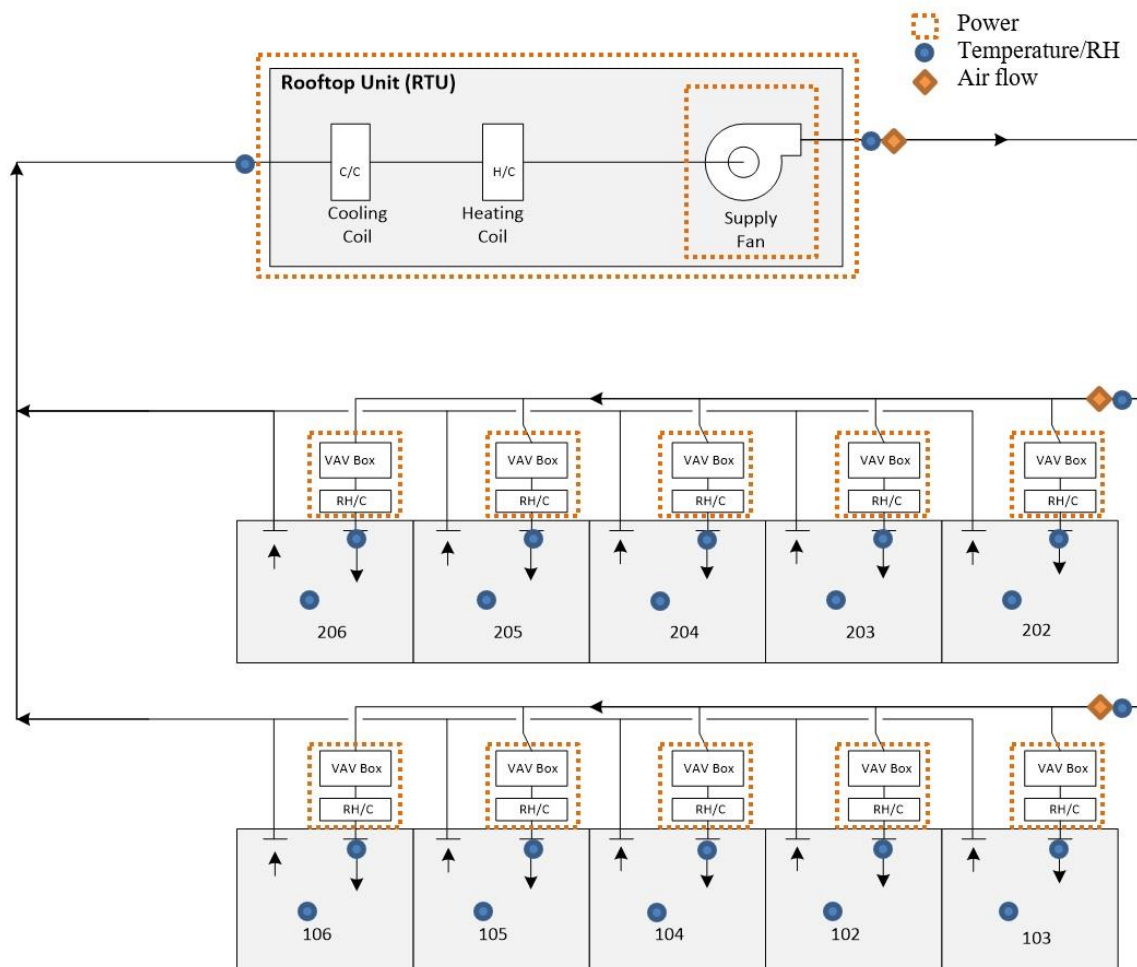 Power
Temperature/RH
Air flow
Rooftop Unit (RTU)
C/C
H/C
Cooling
Coil
Heating
Coil
Supply
Fan
VAV Box
VAV Box
VAV Box
VAV Box
VAV Box
RH/C
RH/C
RH/C
RH/C
RH/C
206
205
204
203
202
VAV Box
VAV Box
VAV Box
VAV Box
VAV Box
RH/C
RH/C
RH/C
RH/C
RH/C
106
105
104
102
103